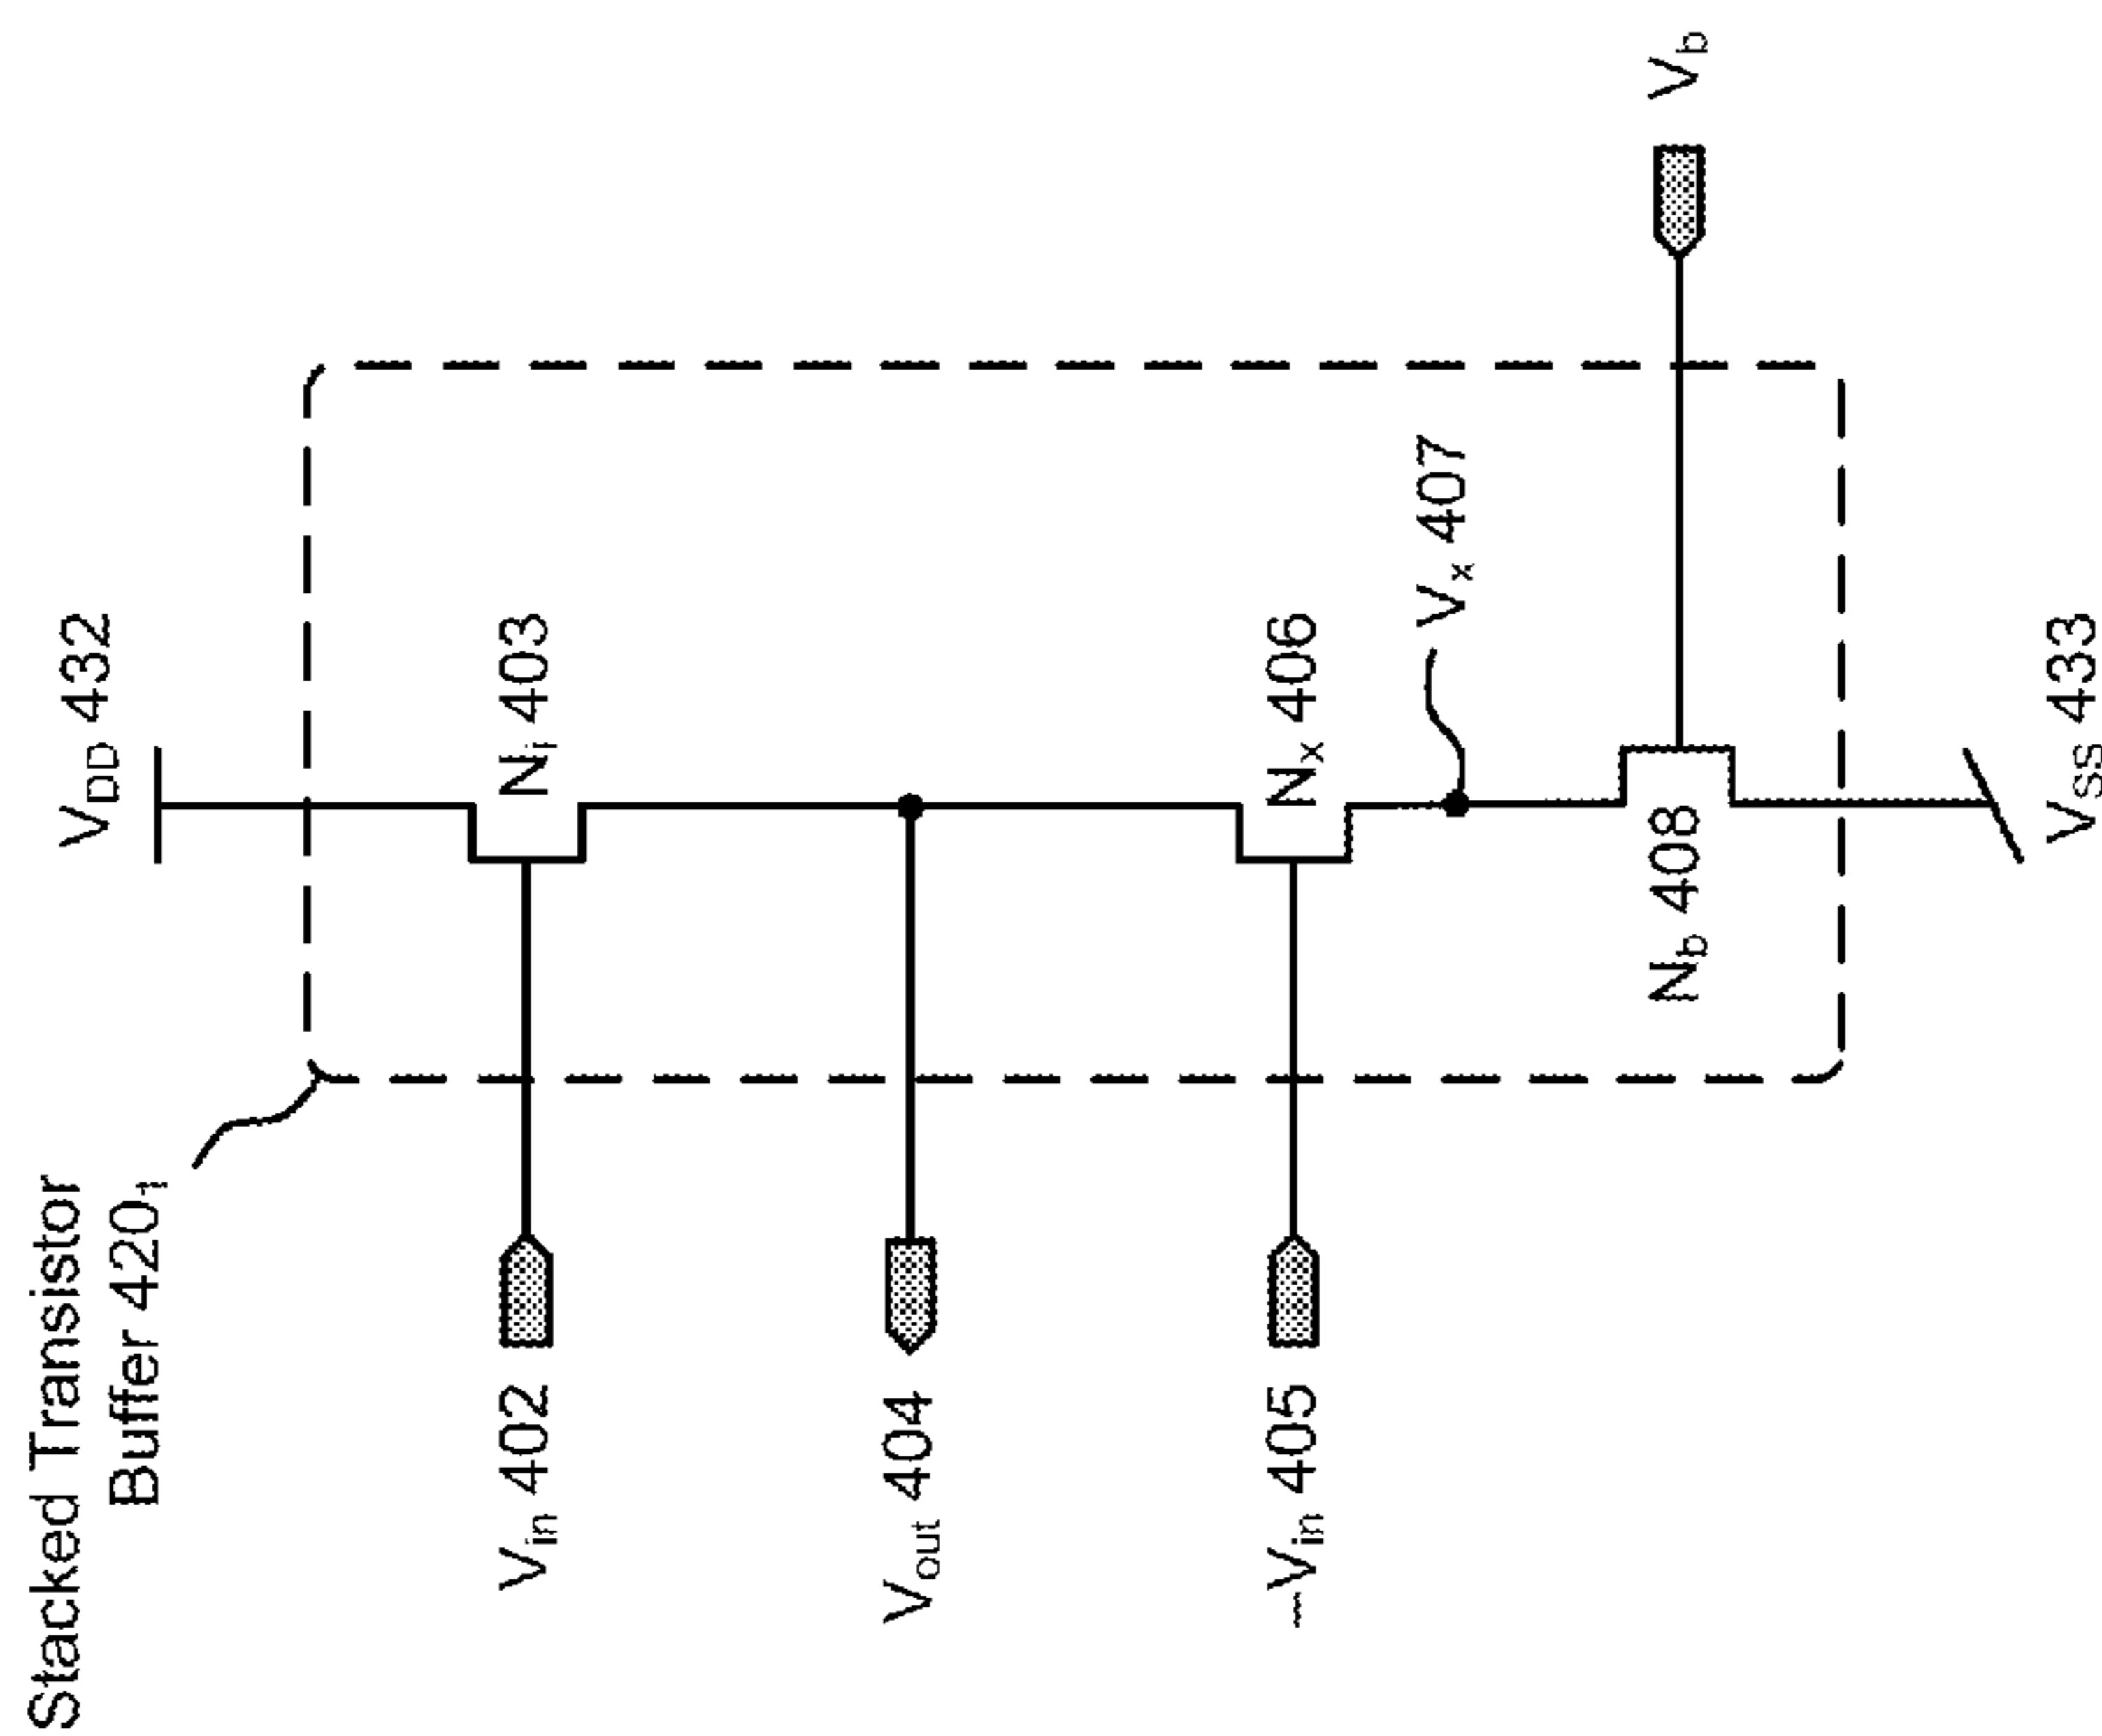 Stacked Transistor
Buffer 420₁
V_DD 432
V_in 402
N_i 403
V_out 404
~V_in 405
N_x 406
V_x 407
N_b 408
V_b
V_SS 433